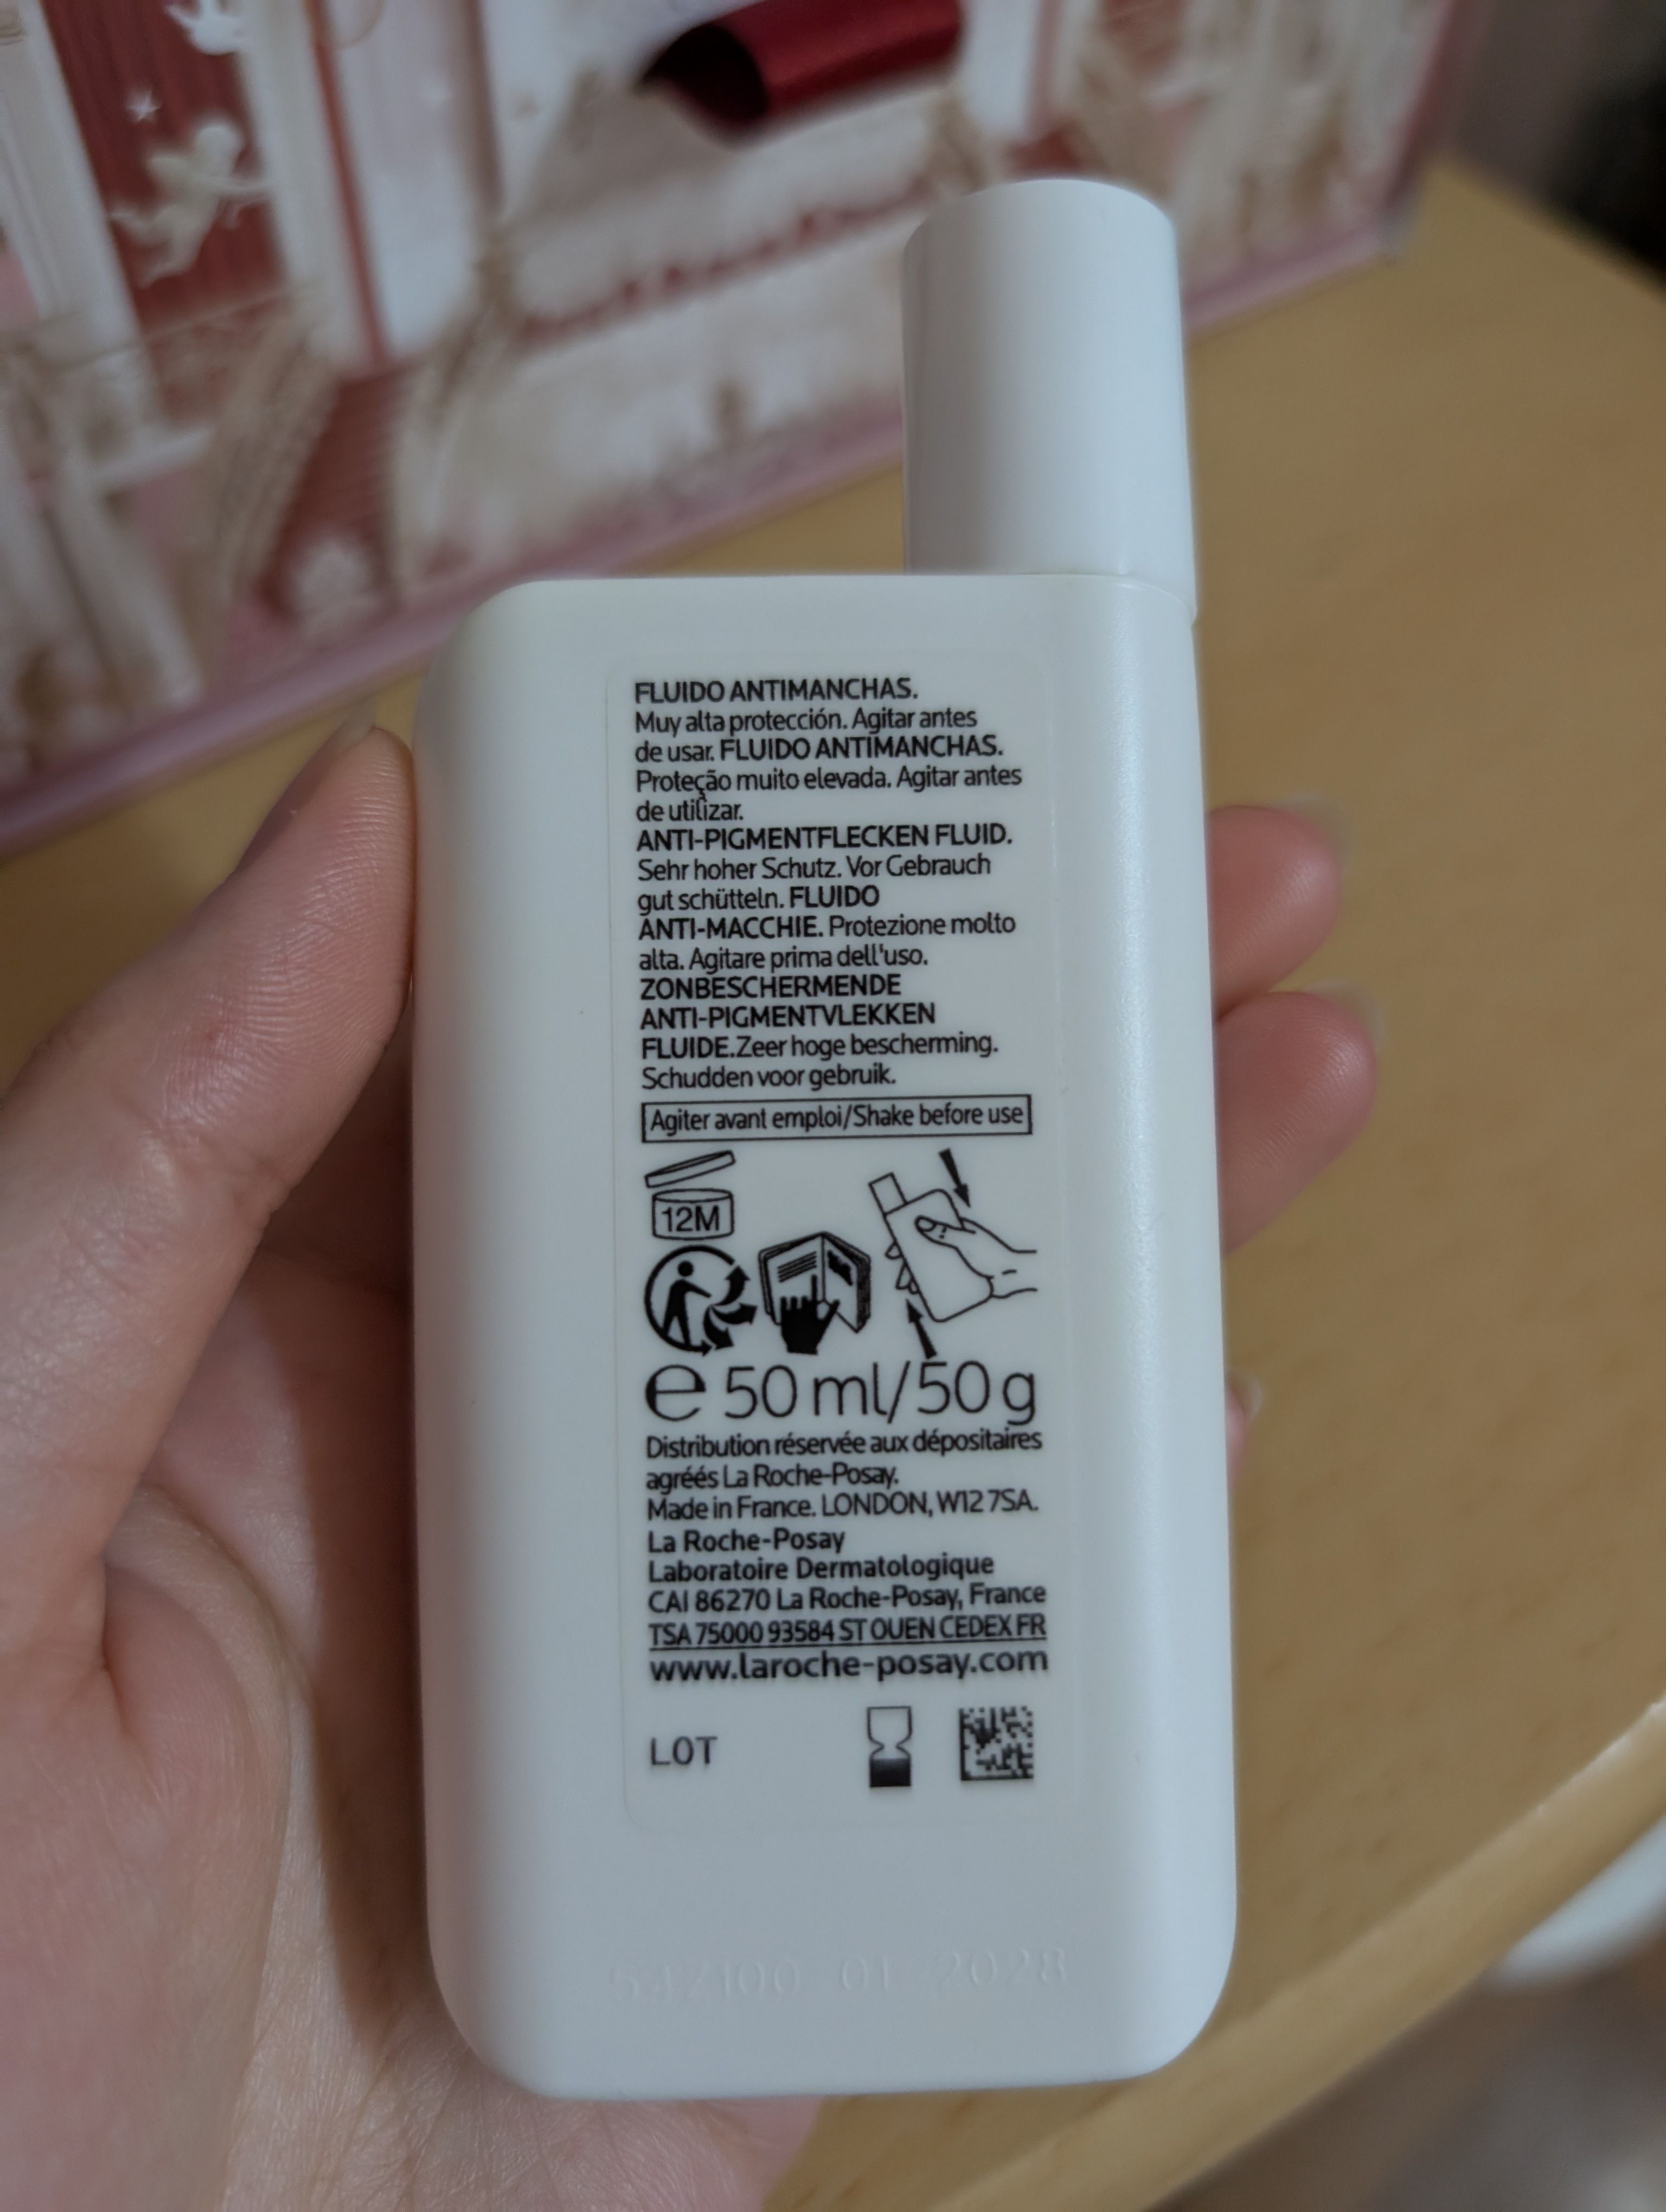 FLUIDO ANTIMANCHAS.
Muy alta protección. Agitar antes
de usar. FLUIDO ANTIMANCHAS.
Proteção muito elevada. Agitar antes
de utilizar.
ANTI-PIGMENTFLECKEN FLUID.
Sehr hoher Schutz. Vor Gebrauch
gut schütteln. FLUIDO
ANTI-MACCHIE. Protezione molto
alta. Agitare prima dell'uso.
ZONBESCHERMENDE
ANTI-PIGMENTVLEKKEN
FLUIDE.Zeer hoge bescherming.
Schudden voor gebruik.
Agiter avant emploi/Shake before use
12M
e 50 ml/50 g
Distribution réservée aux dépositaires
agréés La Roche-Posay.
Made in France. LONDON, W12 7SA.
La Roche-Posay
Laboratoire Dermatologique
CAI 86270 La Roche-Posay, France
TSA 75000 93584 ST OUEN CEDEX FR
www.laroche-posay.com
LOT
01 2028